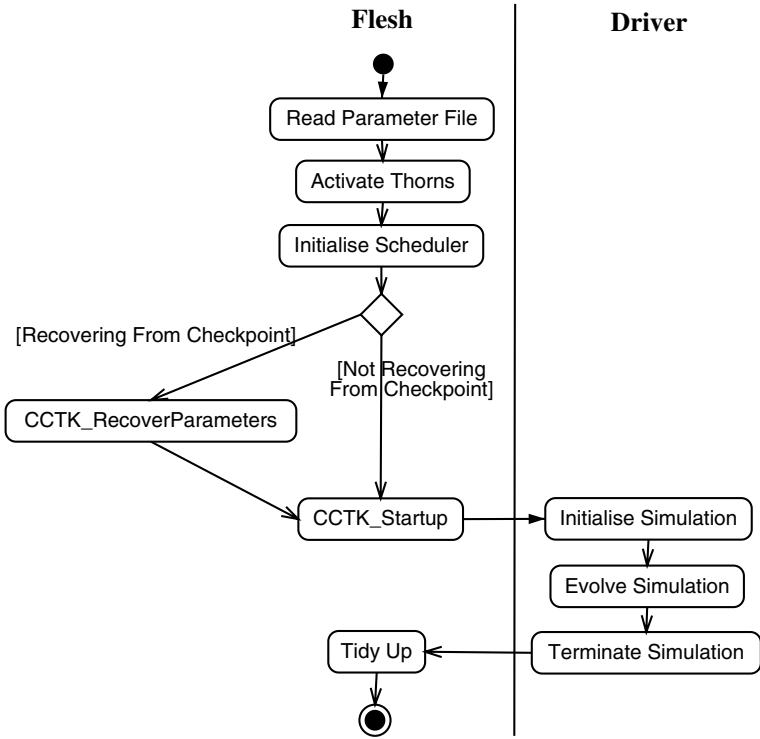 Flesh
Driver
Read Parameter File
Activate Thorns
Initialise Scheduler
[Recovering From Checkpoint]
[Not Recovering
From Checkpoint]
CCTK_RecoverParameters
CCTK_Startup
Initialise Simulation
Evolve Simulation
Tidy Up
Terminate Simulation